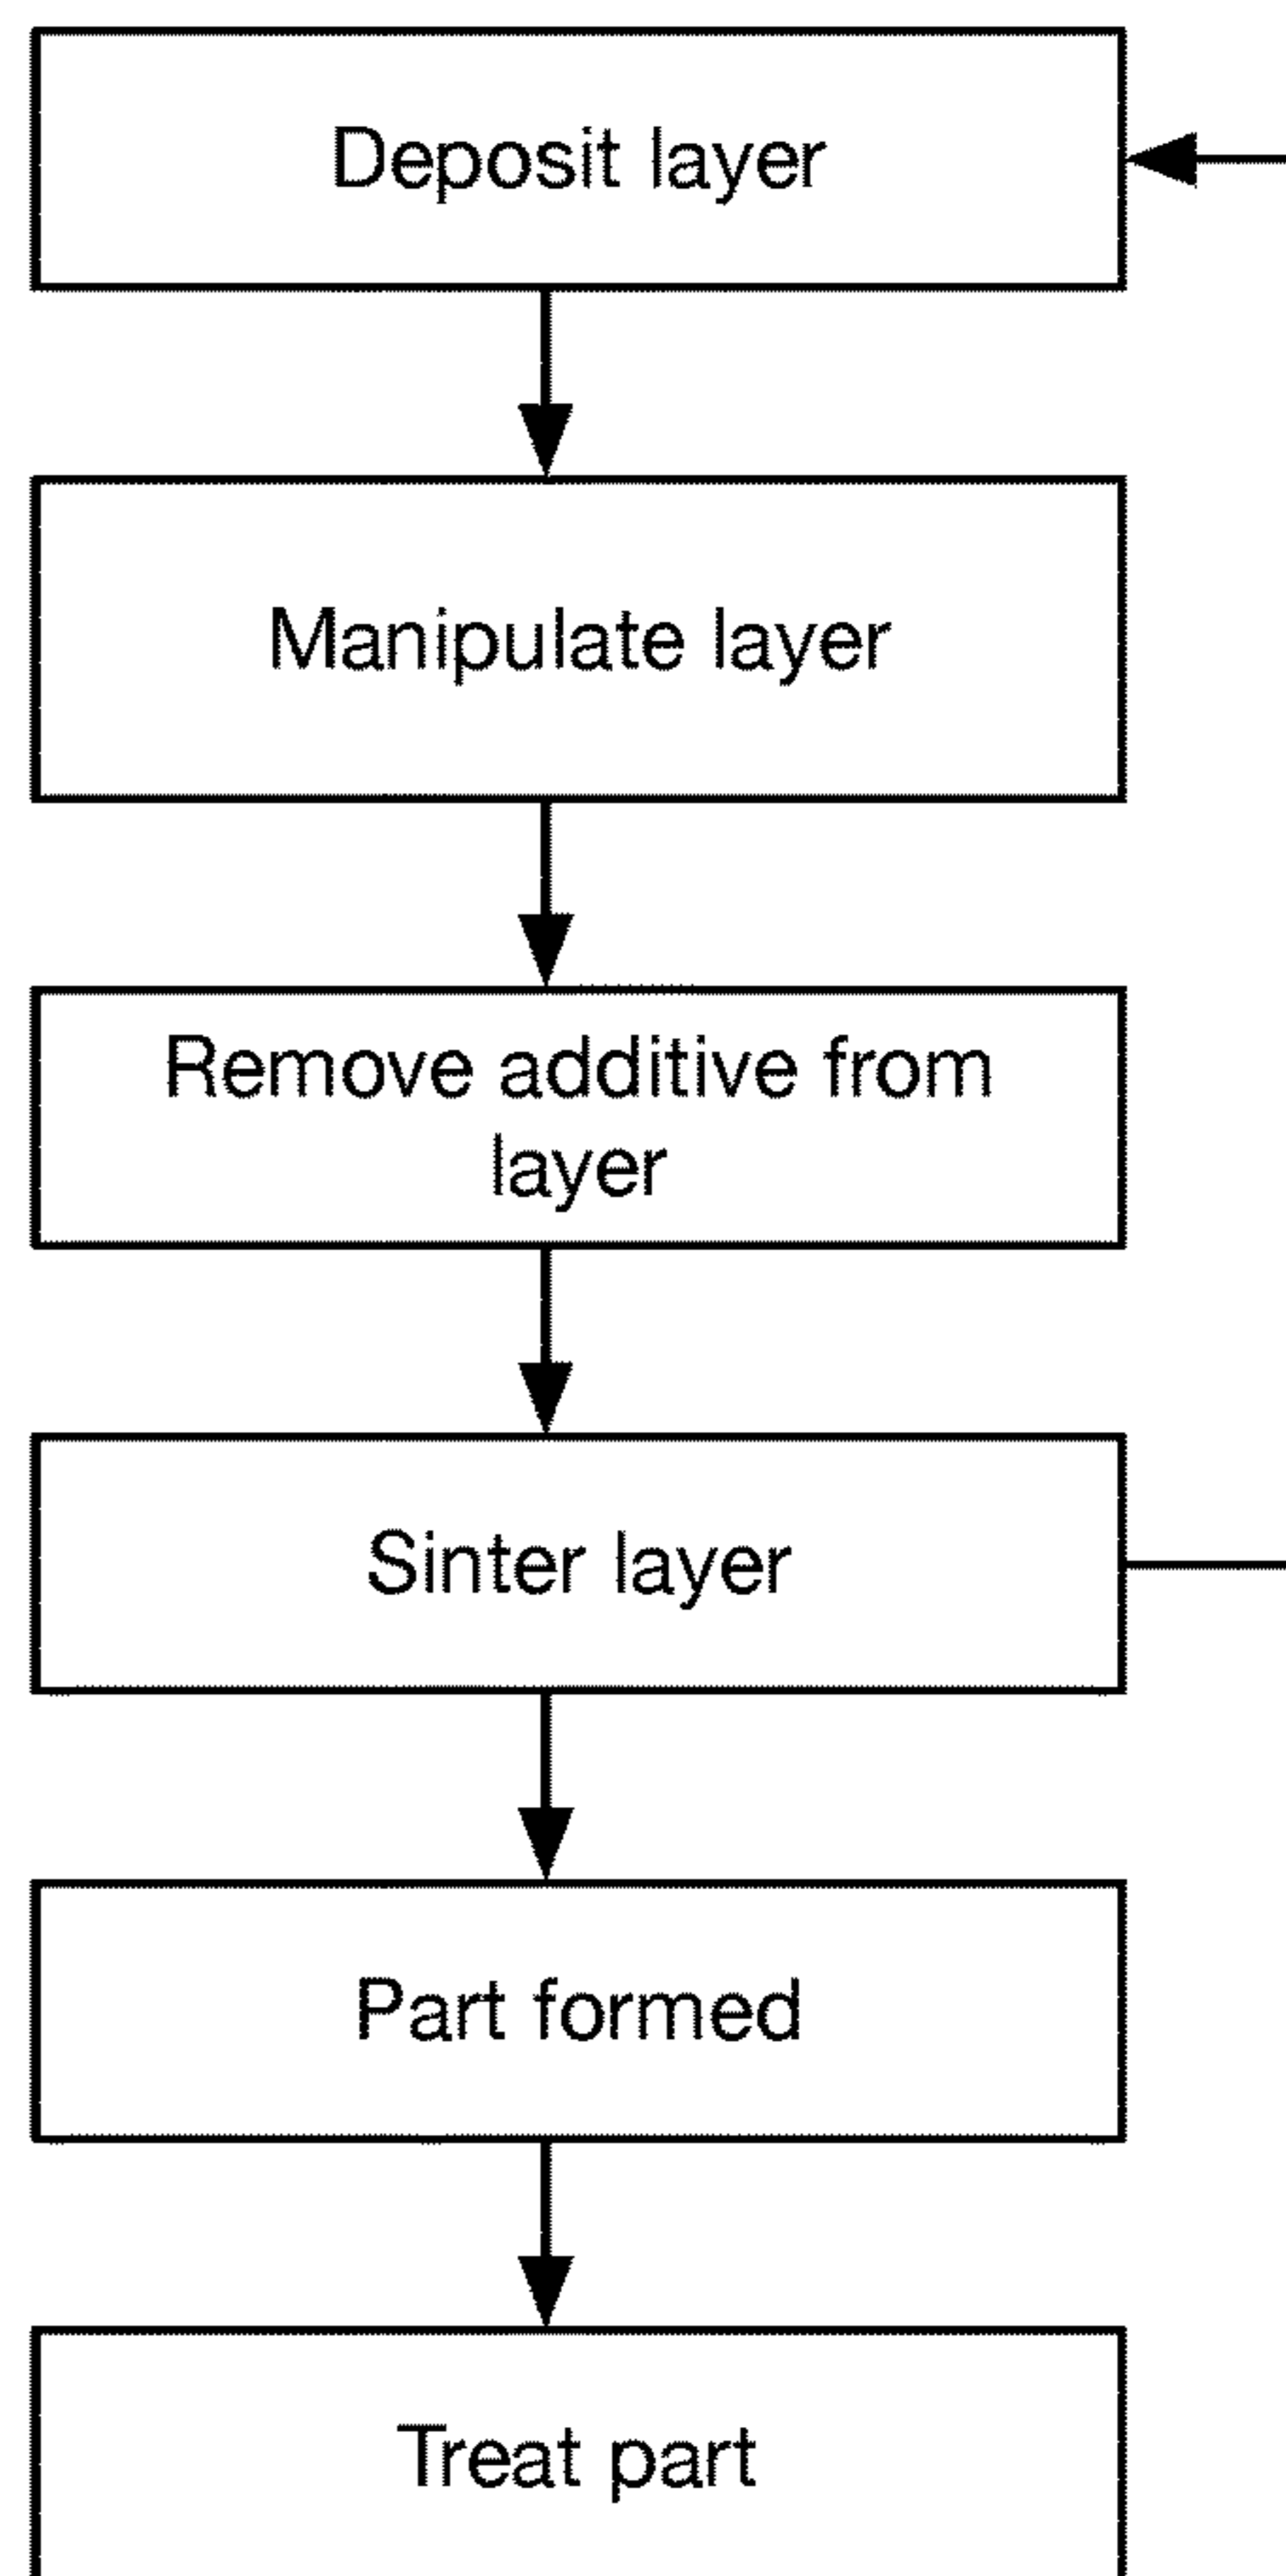 Deposit layer
Manipulate layer
Remove additive from
layer
Sinter layer
Part formed
Treat part